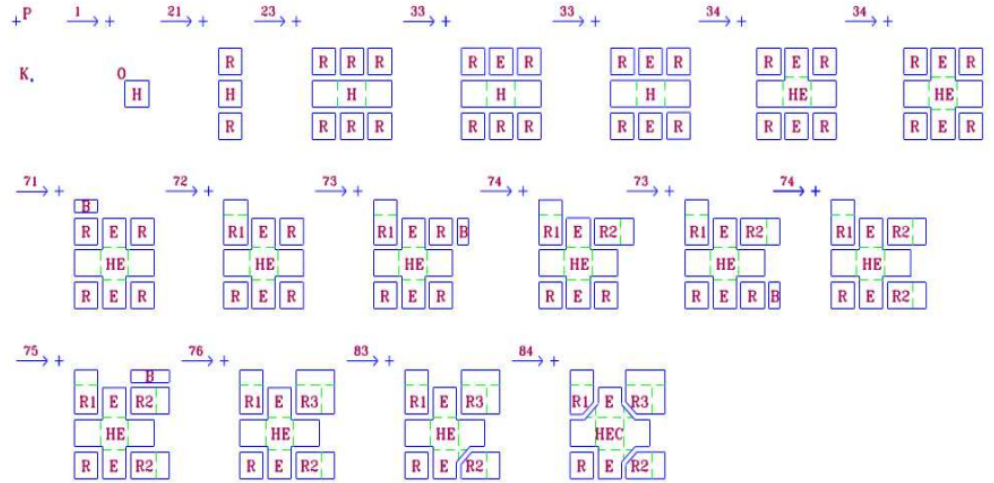 +P 1 + 21 + 23 + 33 + 33 + 34 + 34 +
R R R R R E R R E R R E R R E R
K. O H H H H H HE HE
R R R R R R R R E R R E R R E R
71 + 72 + 73 + 74 + 73 + 74 +
B
R E R R1 E R R1 E R B R1 E R2 R1 E R2 R1 E R2
HE HE HE HE HE HE
R E R R E R R E R R E R R E R B R E R2
75 + 76 + 83 + 84 +
B
R1 E R2 R1 E R3 R1 E R3 R1 E R3
HE HE HE HEC
R E R2 R E R2 R E R2 R E R2